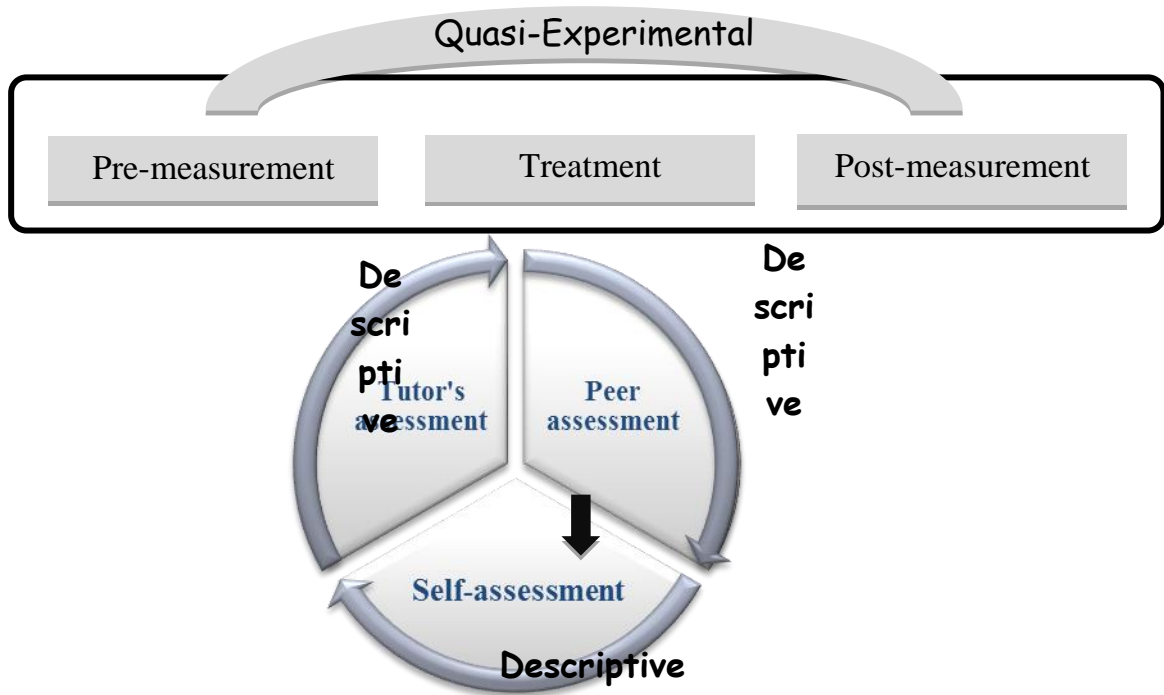 Quasi-Experimental
Pre-measurement
Treatment
Post-measurement
De
scri
pti
ve
Tutor's
assessment
Peer
assessment
De
scri
pti
ve
Self-assessment
Descriptive